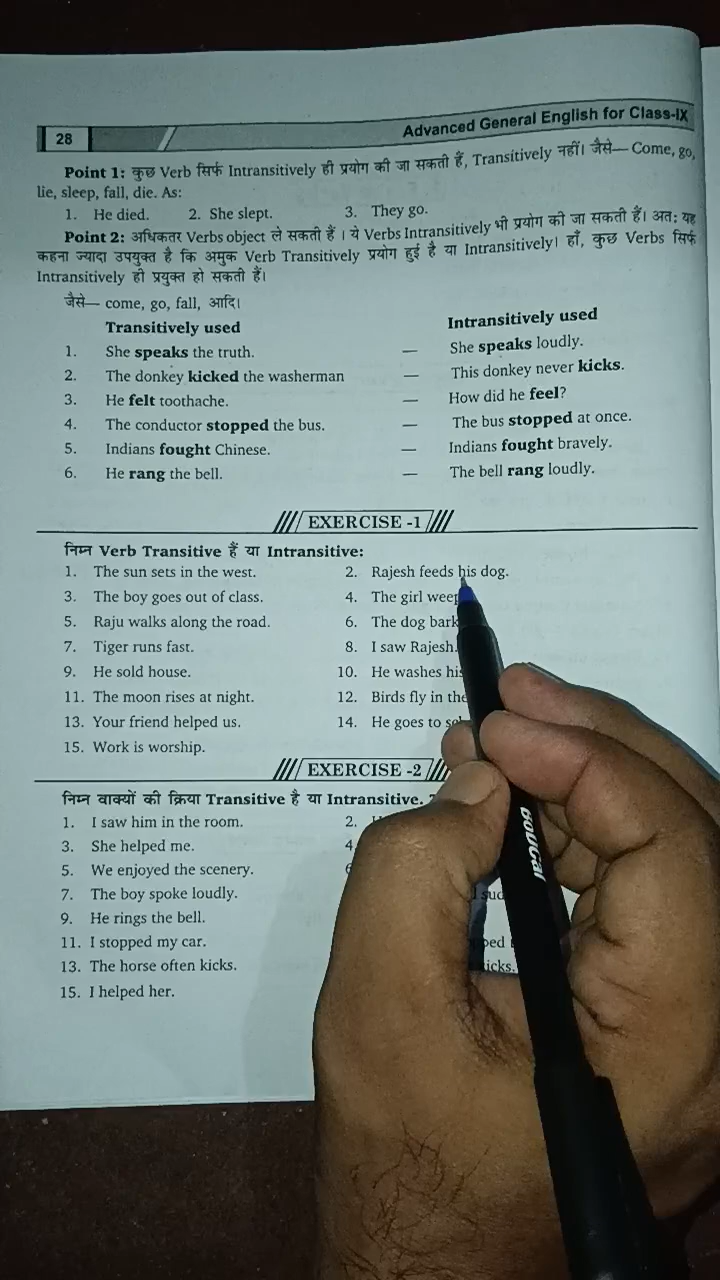 28
Advanced General English for Class-IX
Point 1: कुछ Verb सिर्फ Intransitively ही प्रयोग की जा सकती हैं, Transitively नहीं। जैसे— Come, go,
lie, sleep, fall, die. As:
1. He died. 2. She slept. 3. They go.
Point 2: अधिकतर Verbs object ले सकती हैं । ये Verbs Intransitively भी प्रयोग की जा सकती हैं। अतः यह
कहना ज्यादा उपयुक्त है कि अमुक Verb Transitively प्रयोग हुई है या Intransitively। हाँ, कुछ Verbs सिर्फ
Intransitively ही प्रयुक्त हो सकती हैं।
जैसे— come, go, fall, आदि।
Transitively used Intransitively used
1. She speaks the truth. — She speaks loudly.
2. The donkey kicked the washerman — This donkey never kicks.
3. He felt toothache. — How did he feel?
4. The conductor stopped the bus. — The bus stopped at once.
5. Indians fought Chinese. — Indians fought bravely.
6. He rang the bell. — The bell rang loudly.
EXERCISE -1
निम्न Verb Transitive हैं या Intransitive:
1. The sun sets in the west. 2. Rajesh feeds his dog.
3. The boy goes out of class. 4. The girl weep
5. Raju walks along the road. 6. The dog bark
7. Tiger runs fast. 8. I saw Rajesh.
9. He sold house. 10. He washes his
11. The moon rises at night. 12. Birds fly in the
13. Your friend helped us. 14. He goes to
15. Work is worship.
EXERCISE -2
निम्न वाक्यों की क्रिया Transitive है या Intransitive.
1. I saw him in the room. 2.
3. She helped me. 4.
5. We enjoyed the scenery.
7. The boy spoke loudly.
9. He rings the bell.
11. I stopped my car.
13. The horse often kicks. icks.
15. I helped her.
GOUGAR